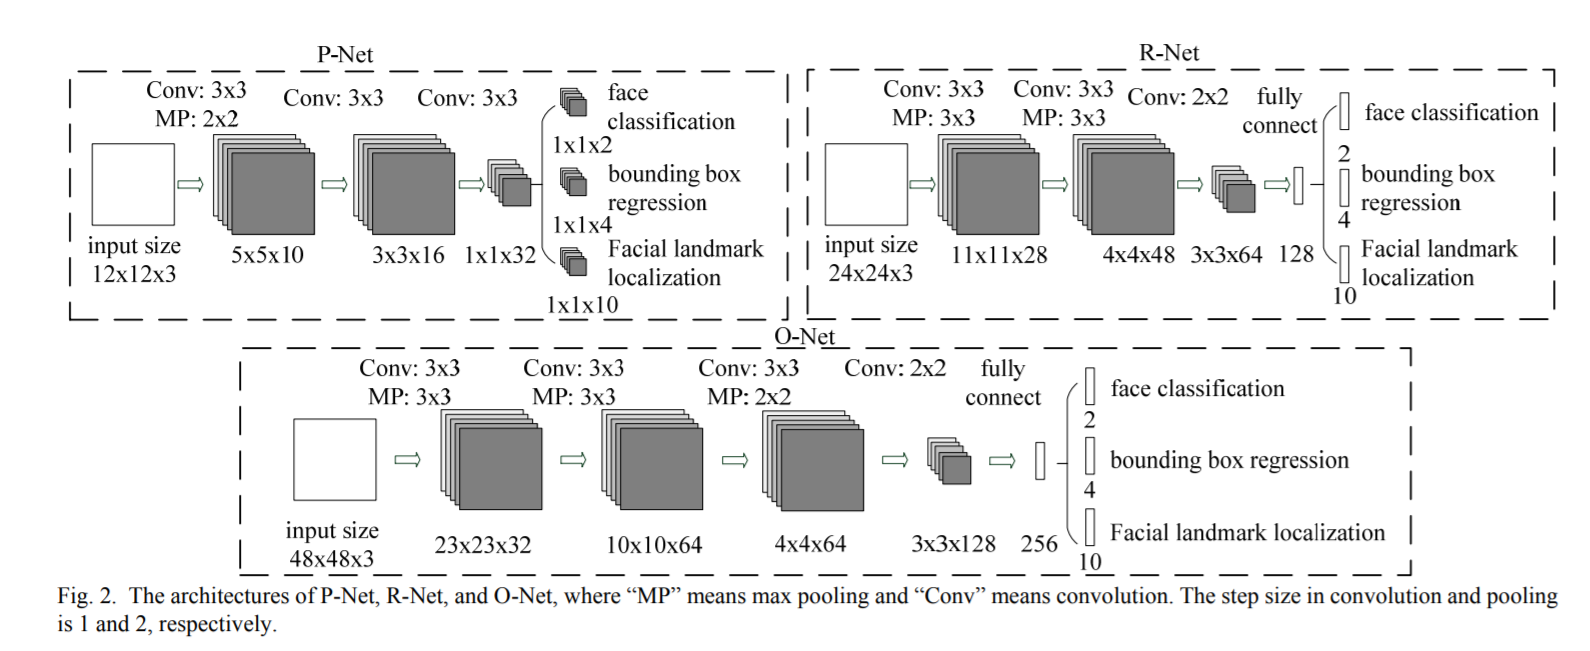 P-Net
Conv: 3x3
MP: 2x2
Conv: 3x3
Conv: 3x3
input size
12x12x3
5x5x10
3x3x16
1x1x32
face
classification
1x1x2
bounding box
regression
1x1x4
Facial landmark
localization
1x1x10
R-Net
Conv: 3x3
MP: 3x3
Conv: 3x3
MP: 3x3
Conv: 2x2
fully
connect
input size
24x24x3
11x11x28
4x4x48
3x3x64
128
face classification
2
bounding box
regression
4
Facial landmark
localization
10
O-Net
Conv: 3x3
MP: 3x3
Conv: 3x3
MP: 3x3
Conv: 3x3
MP: 2x2
Conv: 2x2
fully
connect
input size
48x48x3
23x23x32
10x10x64
4x4x64
3x3x128
256
face classification
2
bounding box regression
4
Facial landmark localization
10
Fig. 2. The architectures of P-Net, R-Net, and O-Net, where “MP” means max pooling and “Conv” means convolution. The step size in convolution and pooling
is 1 and 2, respectively.